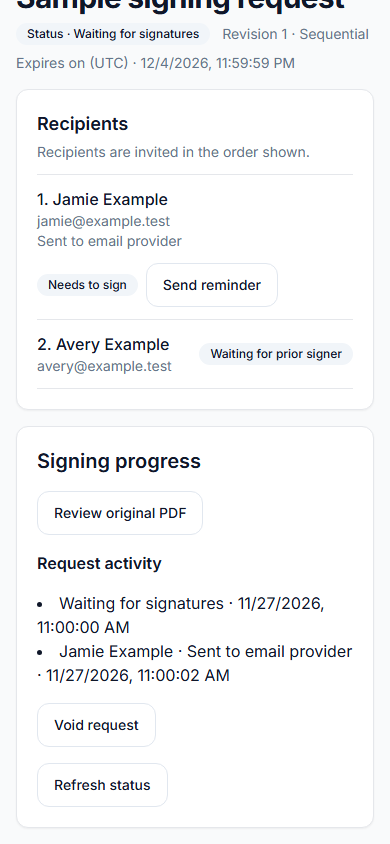 Sample signing request
Status · Waiting for signatures
Revision 1 · Sequential
Expires on (UTC) · 12/4/2026, 11:59:59 PM
Recipients
Recipients are invited in the order shown.
1. Jamie Example
jamie@example.test
Sent to email provider
Needs to sign
Send reminder
2. Avery Example
avery@example.test
Waiting for prior signer
Signing progress
Review original PDF
Request activity
• Waiting for signatures · 11/27/2026,
11:00:00 AM
• Jamie Example · Sent to email provider
· 11/27/2026, 11:00:02 AM
Void request
Refresh status